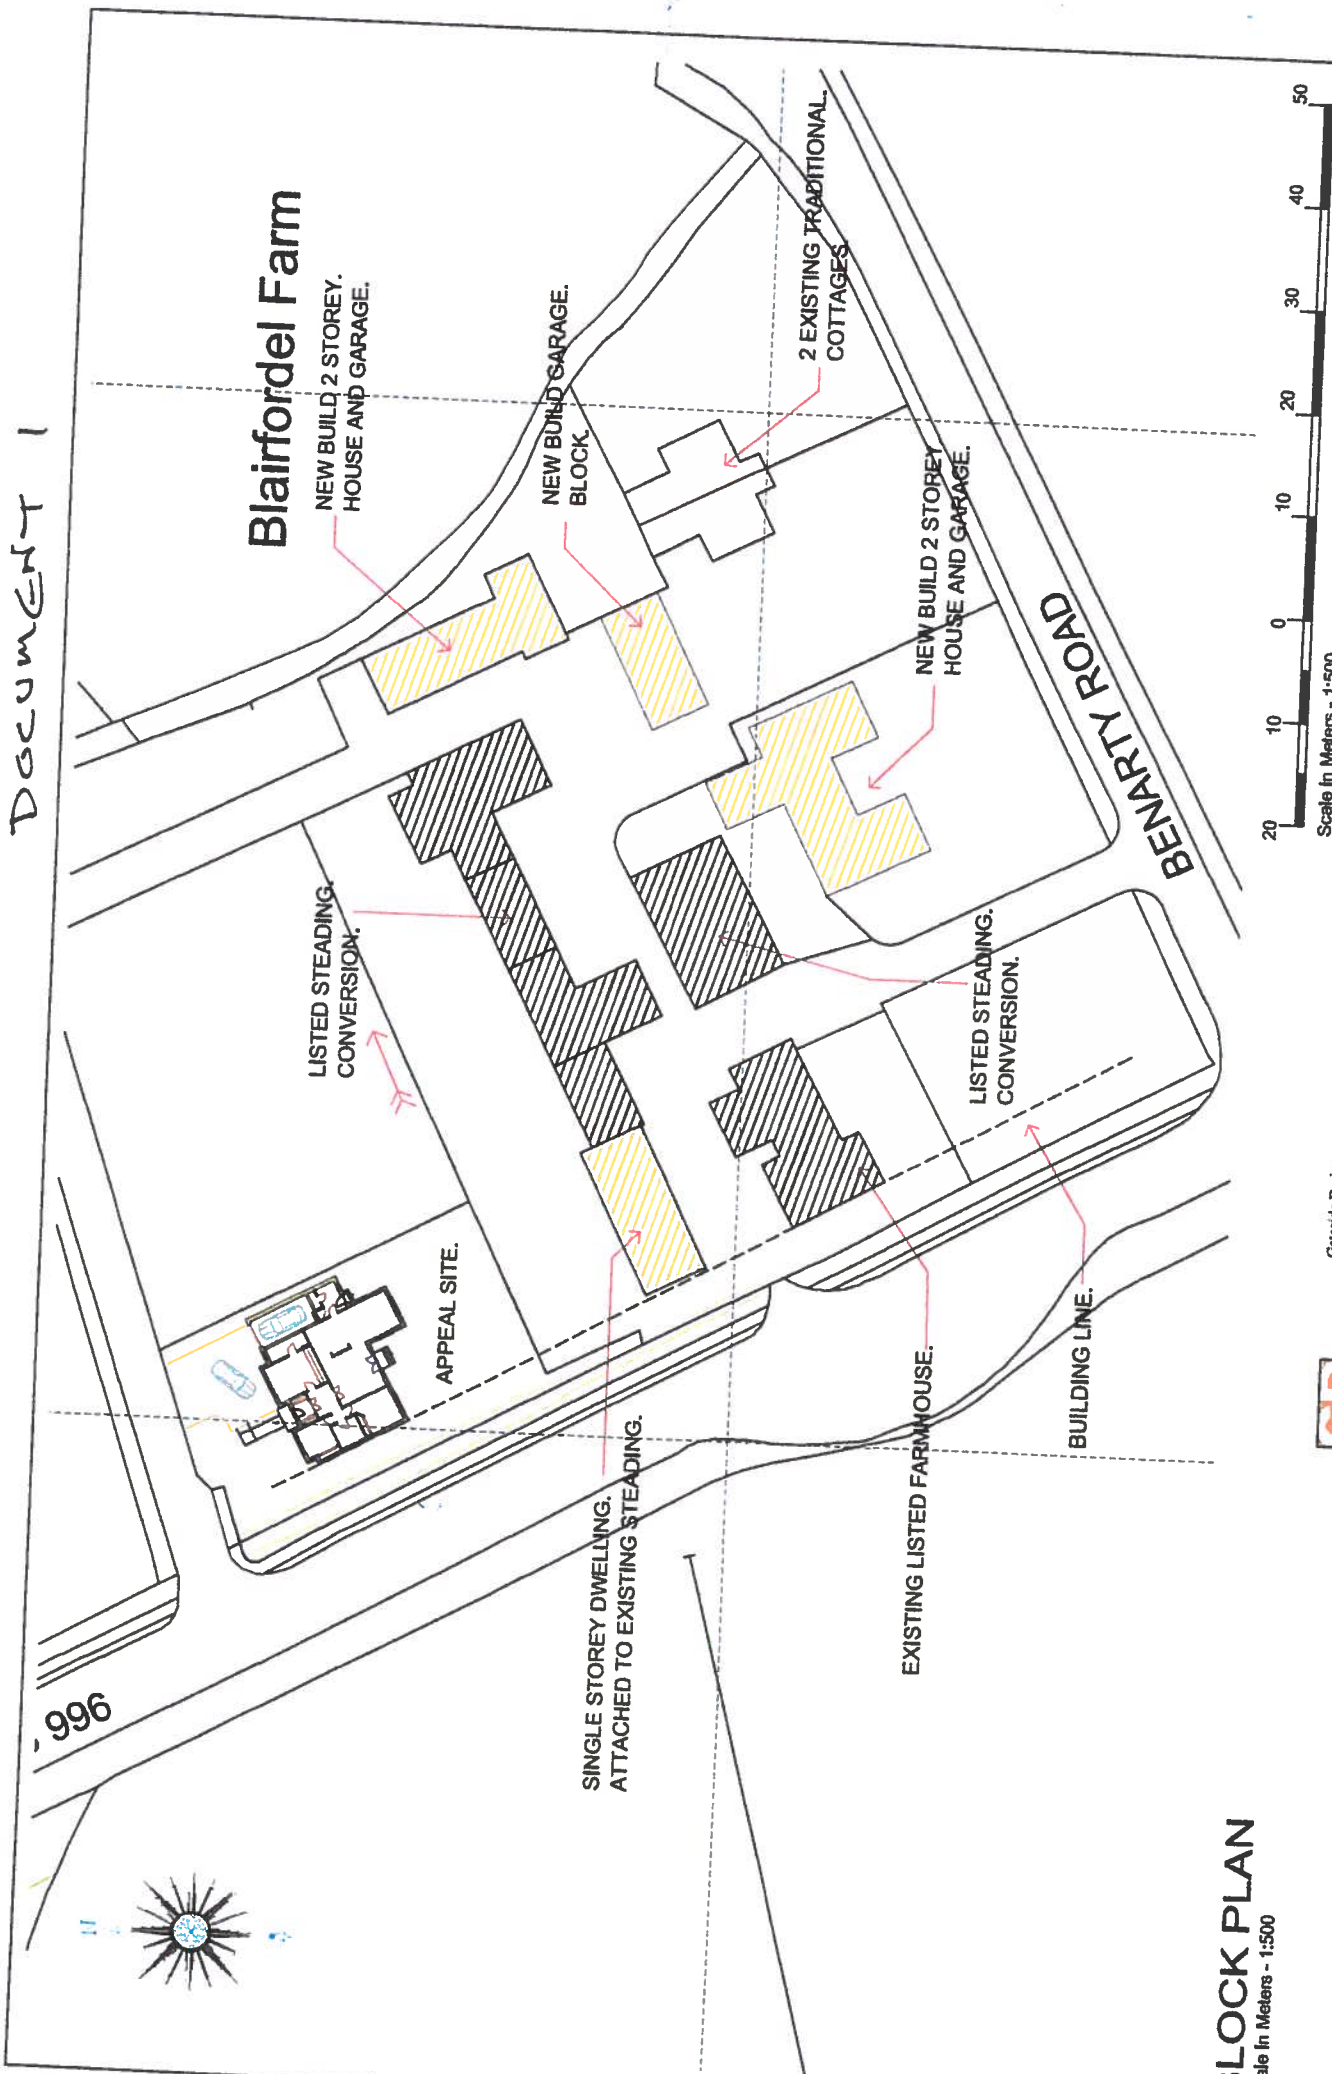 DOCUMENT 1
Blairfordel Farm
NEW BUILD 2 STOREY.
HOUSE AND GARAGE.
NEW BUILD GARAGE.
BLOCK.
2 EXISTING TRADITIONAL.
COTTAGES.
NEW BUILD 2 STOREY.
HOUSE AND GARAGE.
LISTED STEADING.
CONVERSION.
LISTED STEADING.
CONVERSION.
APPEAL SITE.
SINGLE STOREY DWELLING.
ATTACHED TO EXISTING STEADING.
EXISTING LISTED FARMHOUSE.
BUILDING LINE.
BENARTY ROAD
996
20 10 0 10 20 30 40 50
Scale In Meters - 1:500
BLOCK PLAN
ale In Meters - 1:500